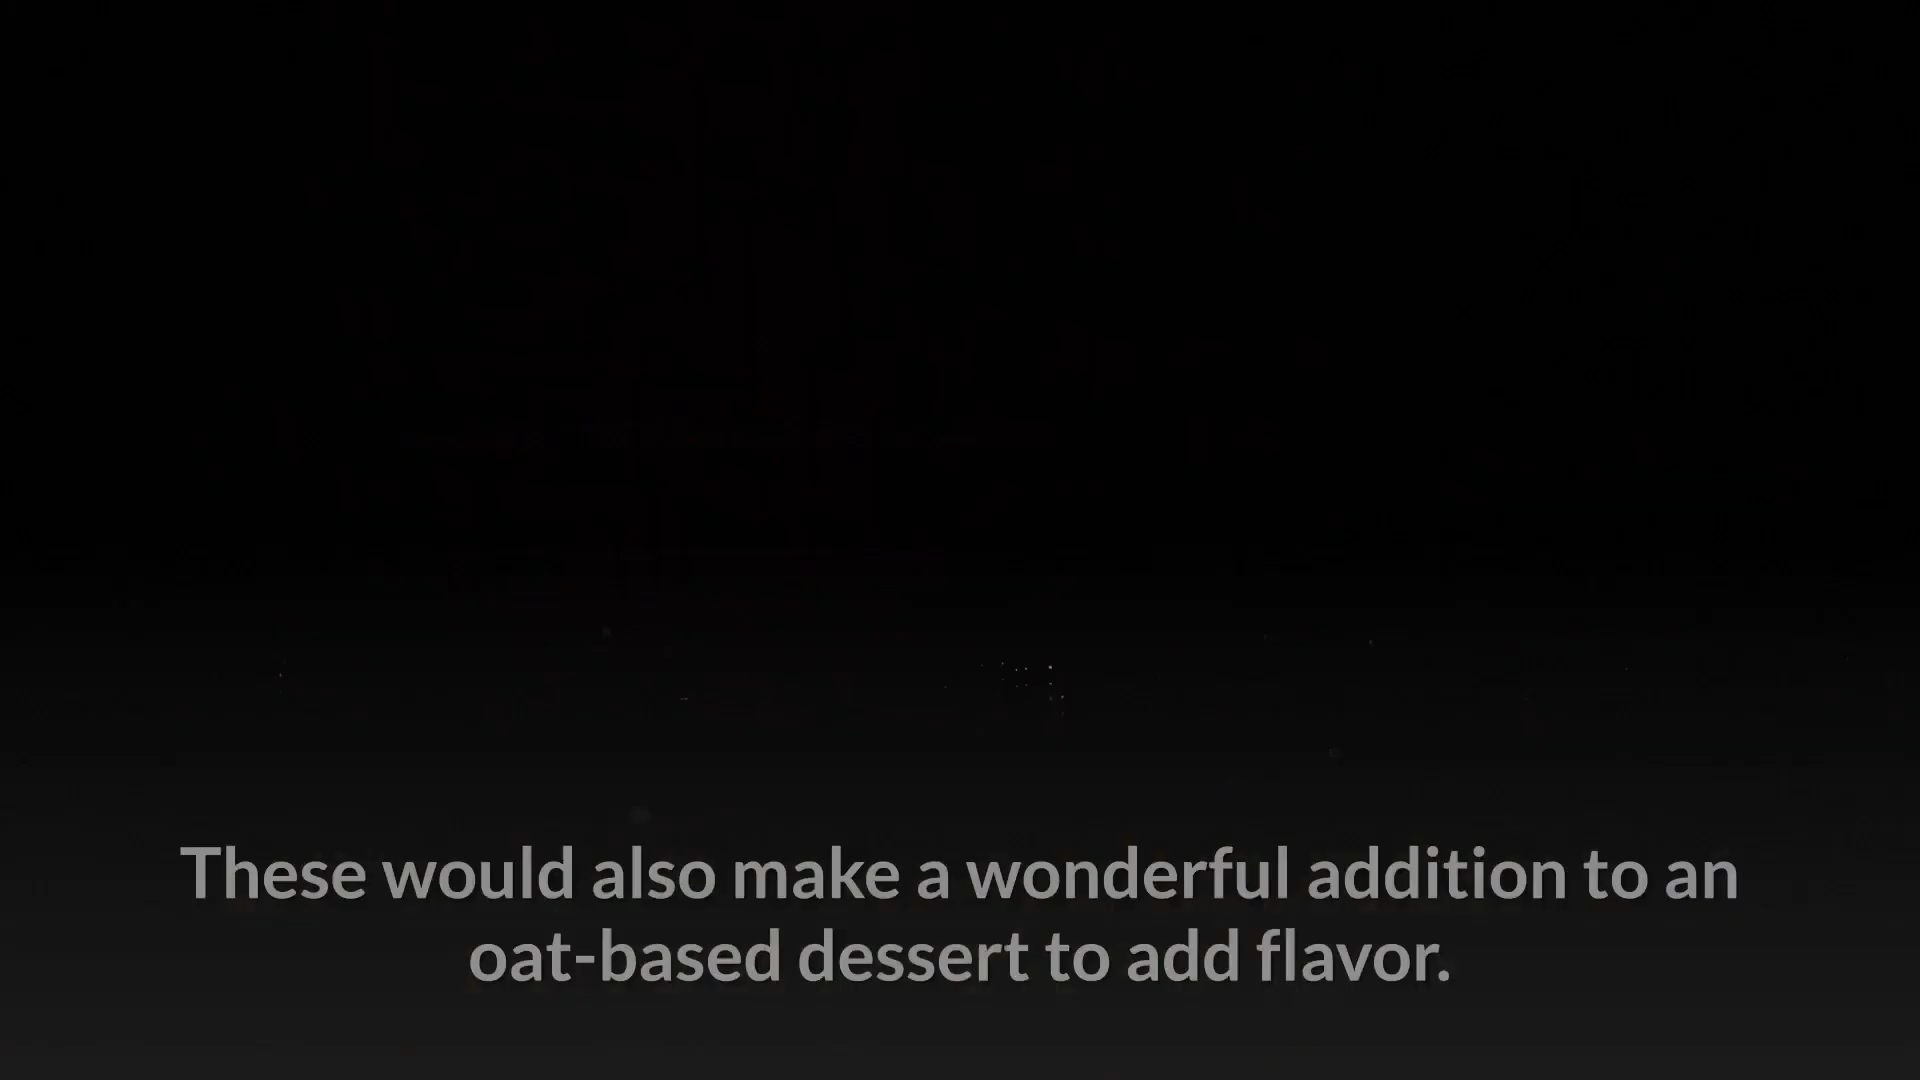 These would also make a wonderful addition to an
oat-based dessert to add flavor.